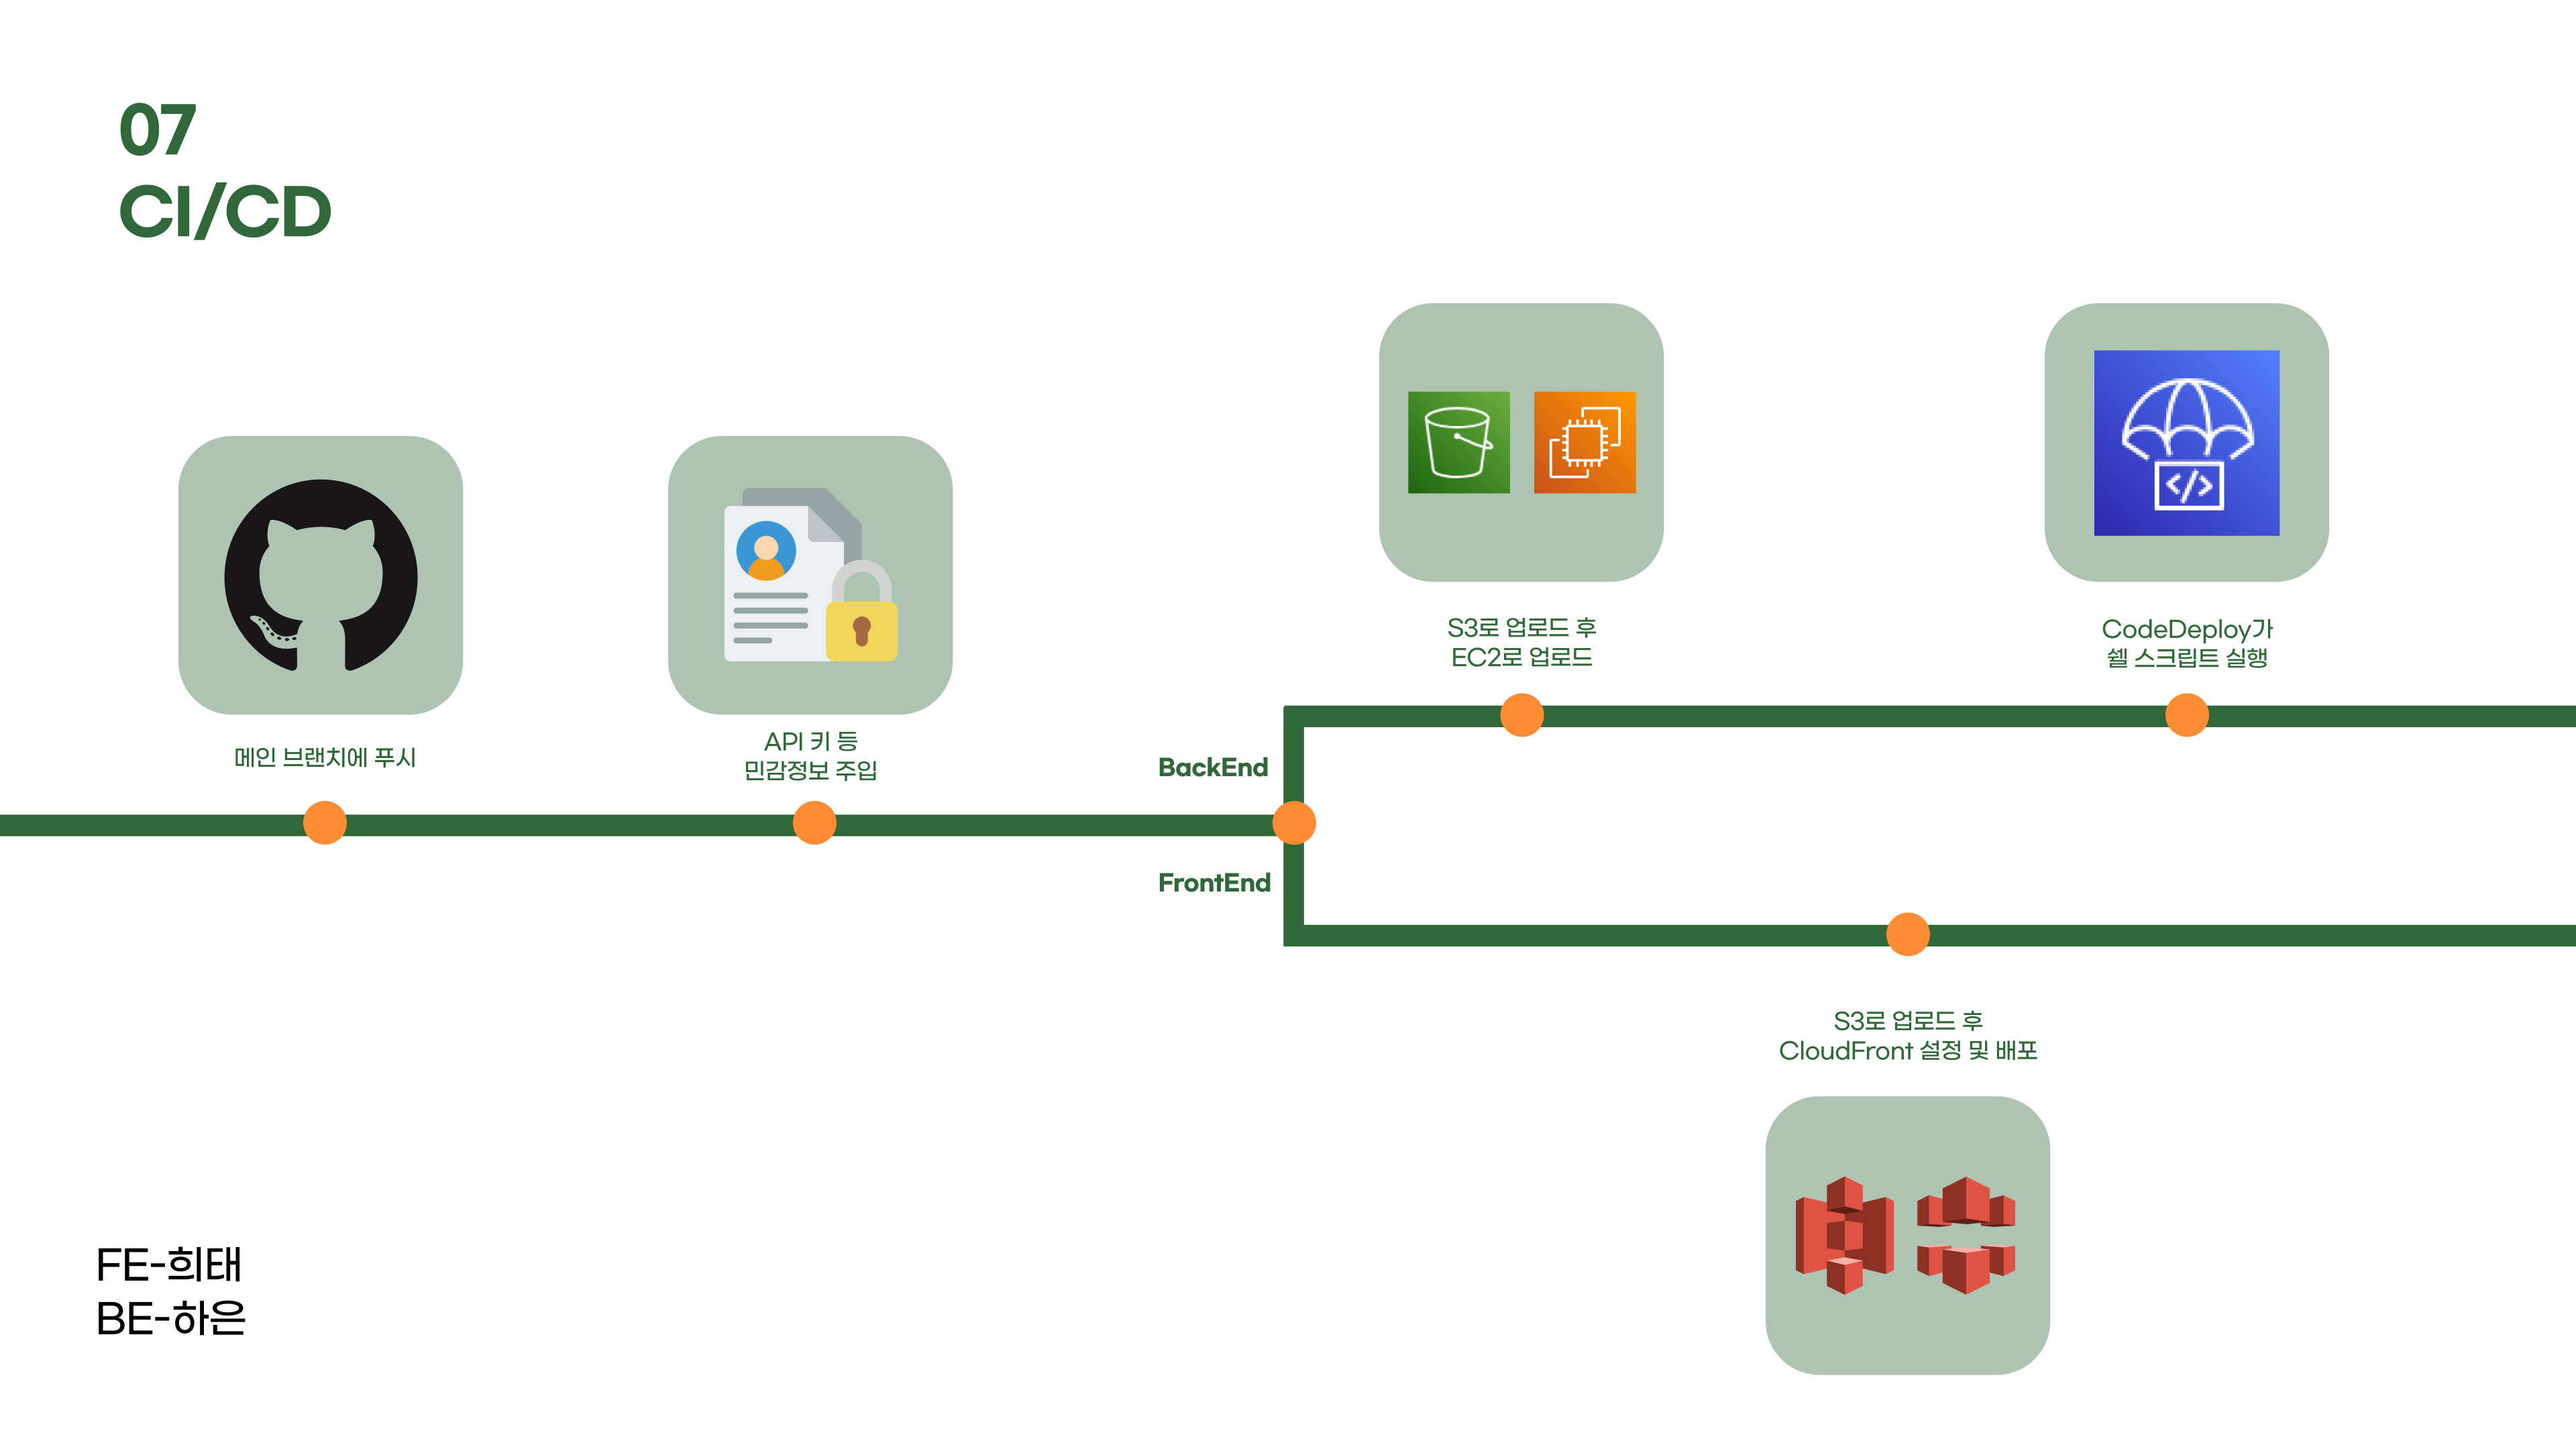 07
CI/CD
메인 브랜치에 푸시
API 키 등
민감정보 주입
BackEnd
FrontEnd
S3로 업로드 후
EC2로 업로드
CodeDeploy가
쉘 스크립트 실행
S3로 업로드 후
CloudFront 설정 및 배포
FE-희태
BE-하은